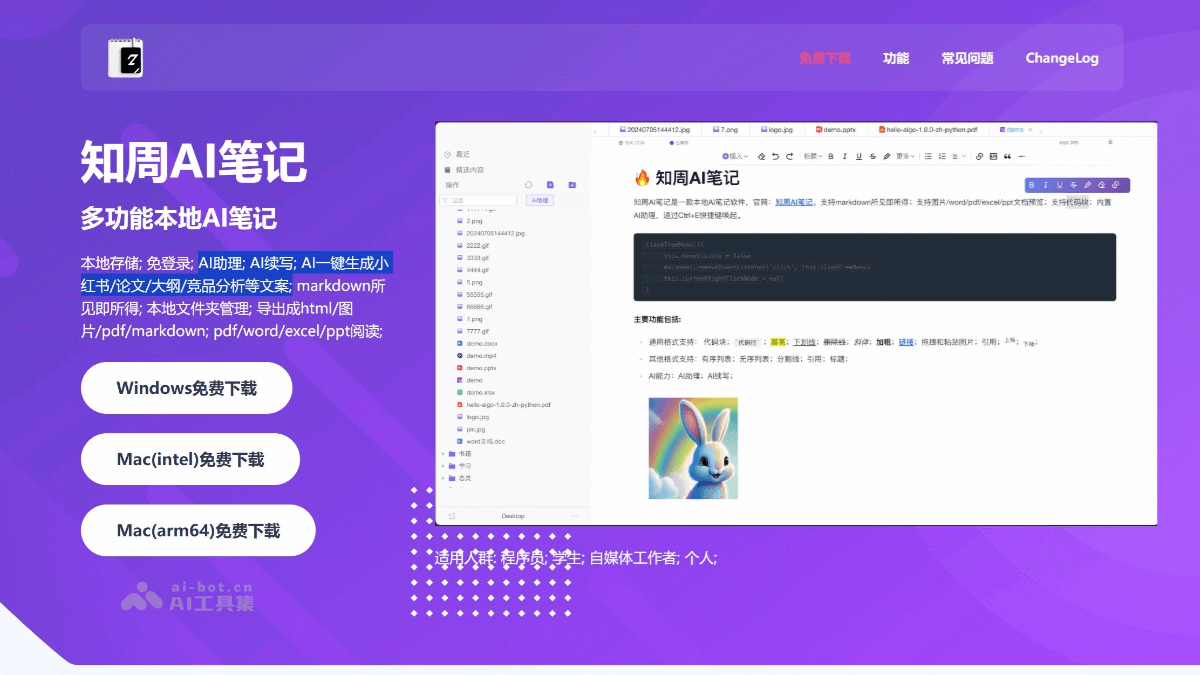 Z
免费下载
功能
常见问题
ChangeLog
知周AI笔记
多功能本地AI笔记
本地存储; 免登录; AI助理; AI续写; AI一键生成小
红书/论文/大纲/竞品分析等文案; markdown所
见即所得; 本地文件夹管理; 导出成html/图
片/pdf/markdown; pdf/word/excel/ppt阅读;
Windows免费下载
Mac(intel)免费下载
Mac(arm64)免费下载
ai-bot.cn
AI工具集
20240705144412.jpg
7.png
logo.jpg
demo.pptx
hello-algo-1.0.0-zh-python.pdf
demo
最近
精选内容
操作
AI助理
2.png
20240705144412.jpg
2222.gif
3333.gif
4444.gif
5.png
55555.gif
66666.gif
7.png
7777.gif
demo.docx
demo.mp4
demo.pptx
demo
demo.xlsx
hello-algo-1.0.0-zh-python.pdf
logo.jpg
pic.jpg
word文档.doc
书籍
学习
Desktop
插入
B I U S
标题
B I U S
更多
知周AI笔记
知周AI笔记是一款本地AI笔记软件，官网：知周AI笔记，支持markdown所见即所得；支持图片/word/pdf/excel/ppt文档预览；支持代码块；内置
AI助理，通过Ctrl+E快捷键唤起。
closeTreeMenu(){
this.menuVisible = false
document.removeEventListener('click', this.closeTreeMenu)
this.currentRightClickNode = null
}
主要功能包括:
通用格式支持： 代码块； 代码行； 高亮； 下划线； 删除线； 斜体； 加粗； 链接； 拖拽和粘贴图片； 引用； 上标； 下标；
其他格式支持：有序列表；无序列表；分割线；引用；标题；
AI能力：AI助理；AI续写；
适用人群: 程序员; 学生; 自媒体工作者; 个人;